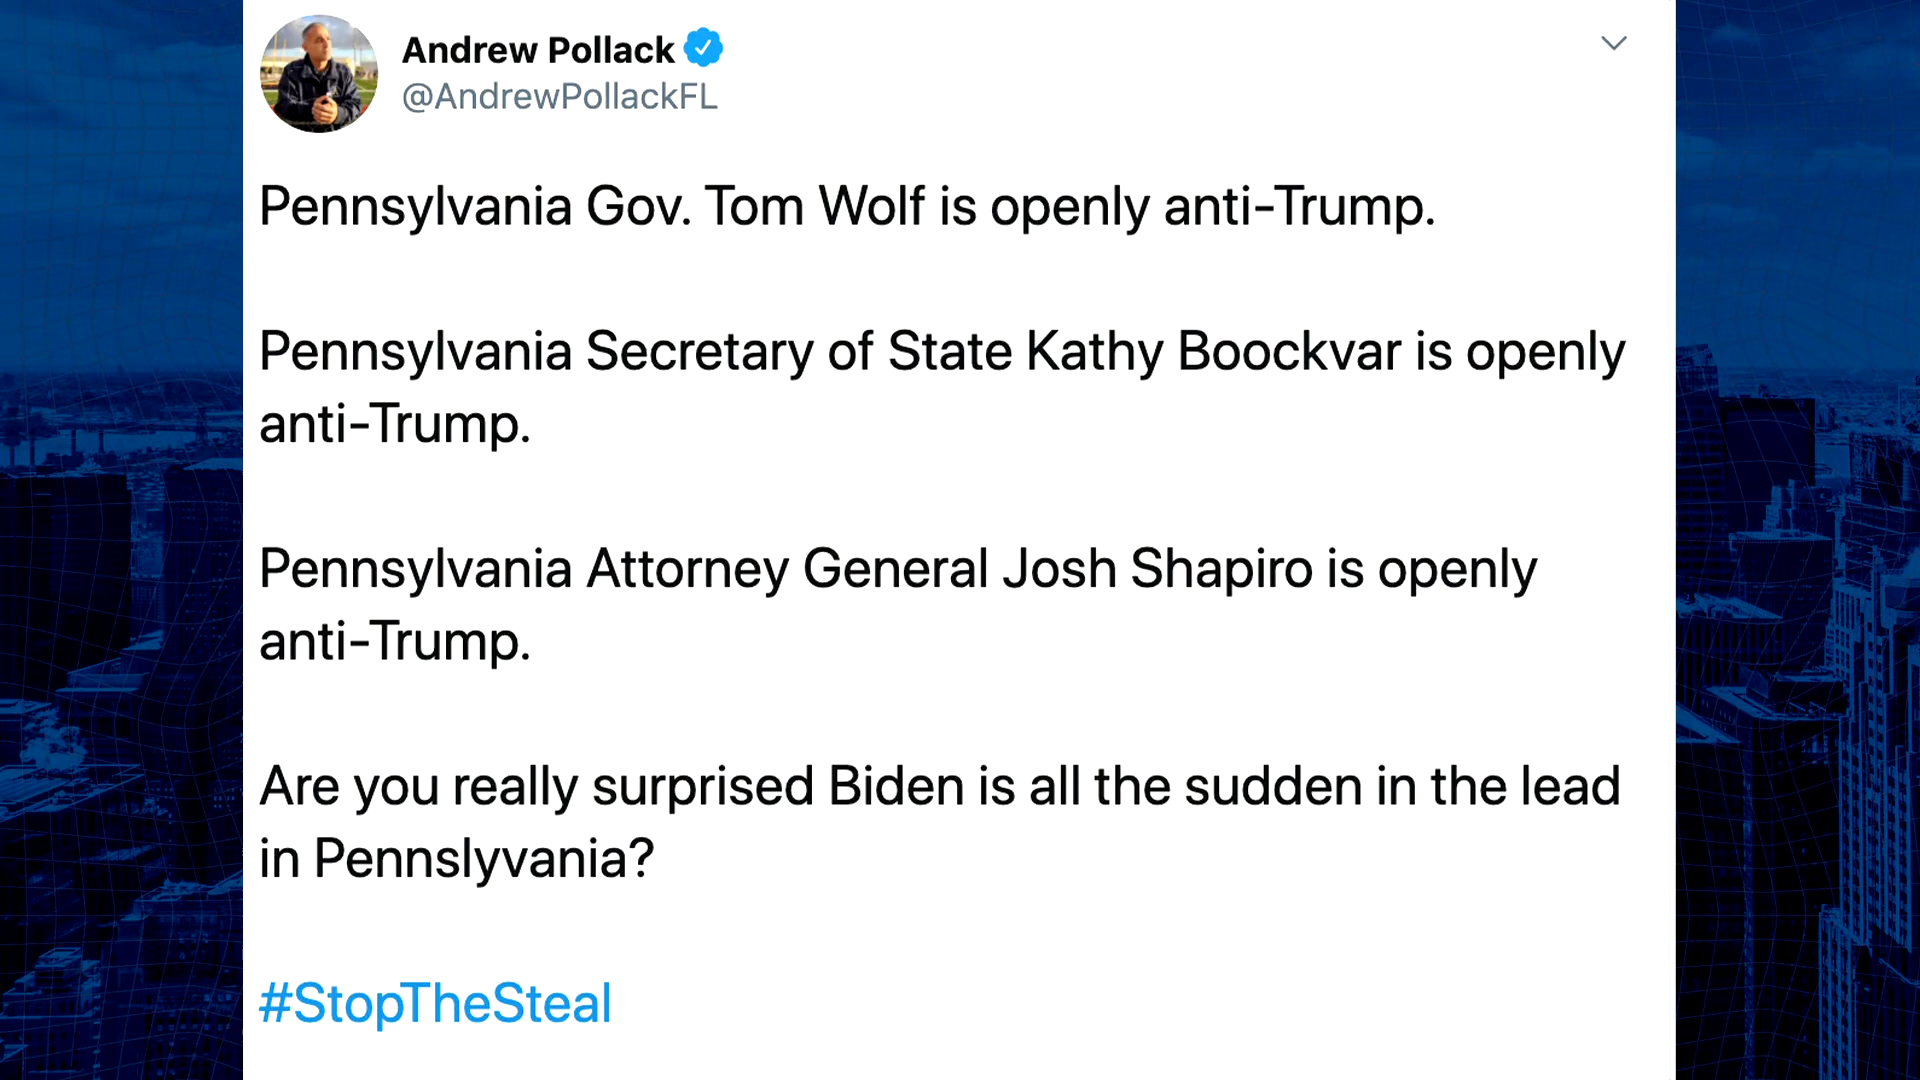 Andrew Pollack
@AndrewPollackFL
Pennsylvania Gov. Tom Wolf is openly anti-Trump.
Pennsylvania Secretary of State Kathy Boockvar is openly
anti-Trump.
Pennsylvania Attorney General Josh Shapiro is openly
anti-Trump.
Are you really surprised Biden is all the sudden in the lead
in Pennslyvania?
#StopTheSteal